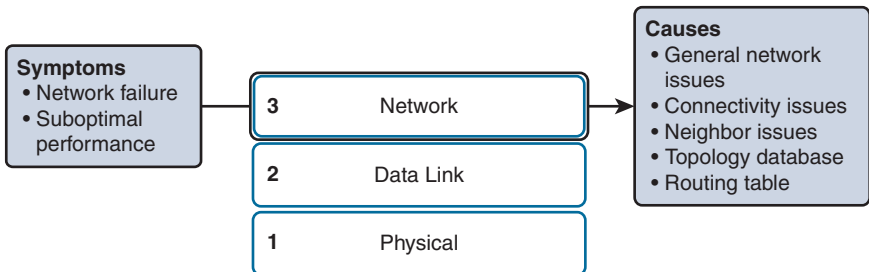 Symptoms
• Network failure
• Suboptimal
performance
3 Network
2 Data Link
1 Physical
Causes
• General network
issues
• Connectivity issues
• Neighbor issues
• Topology database
• Routing table